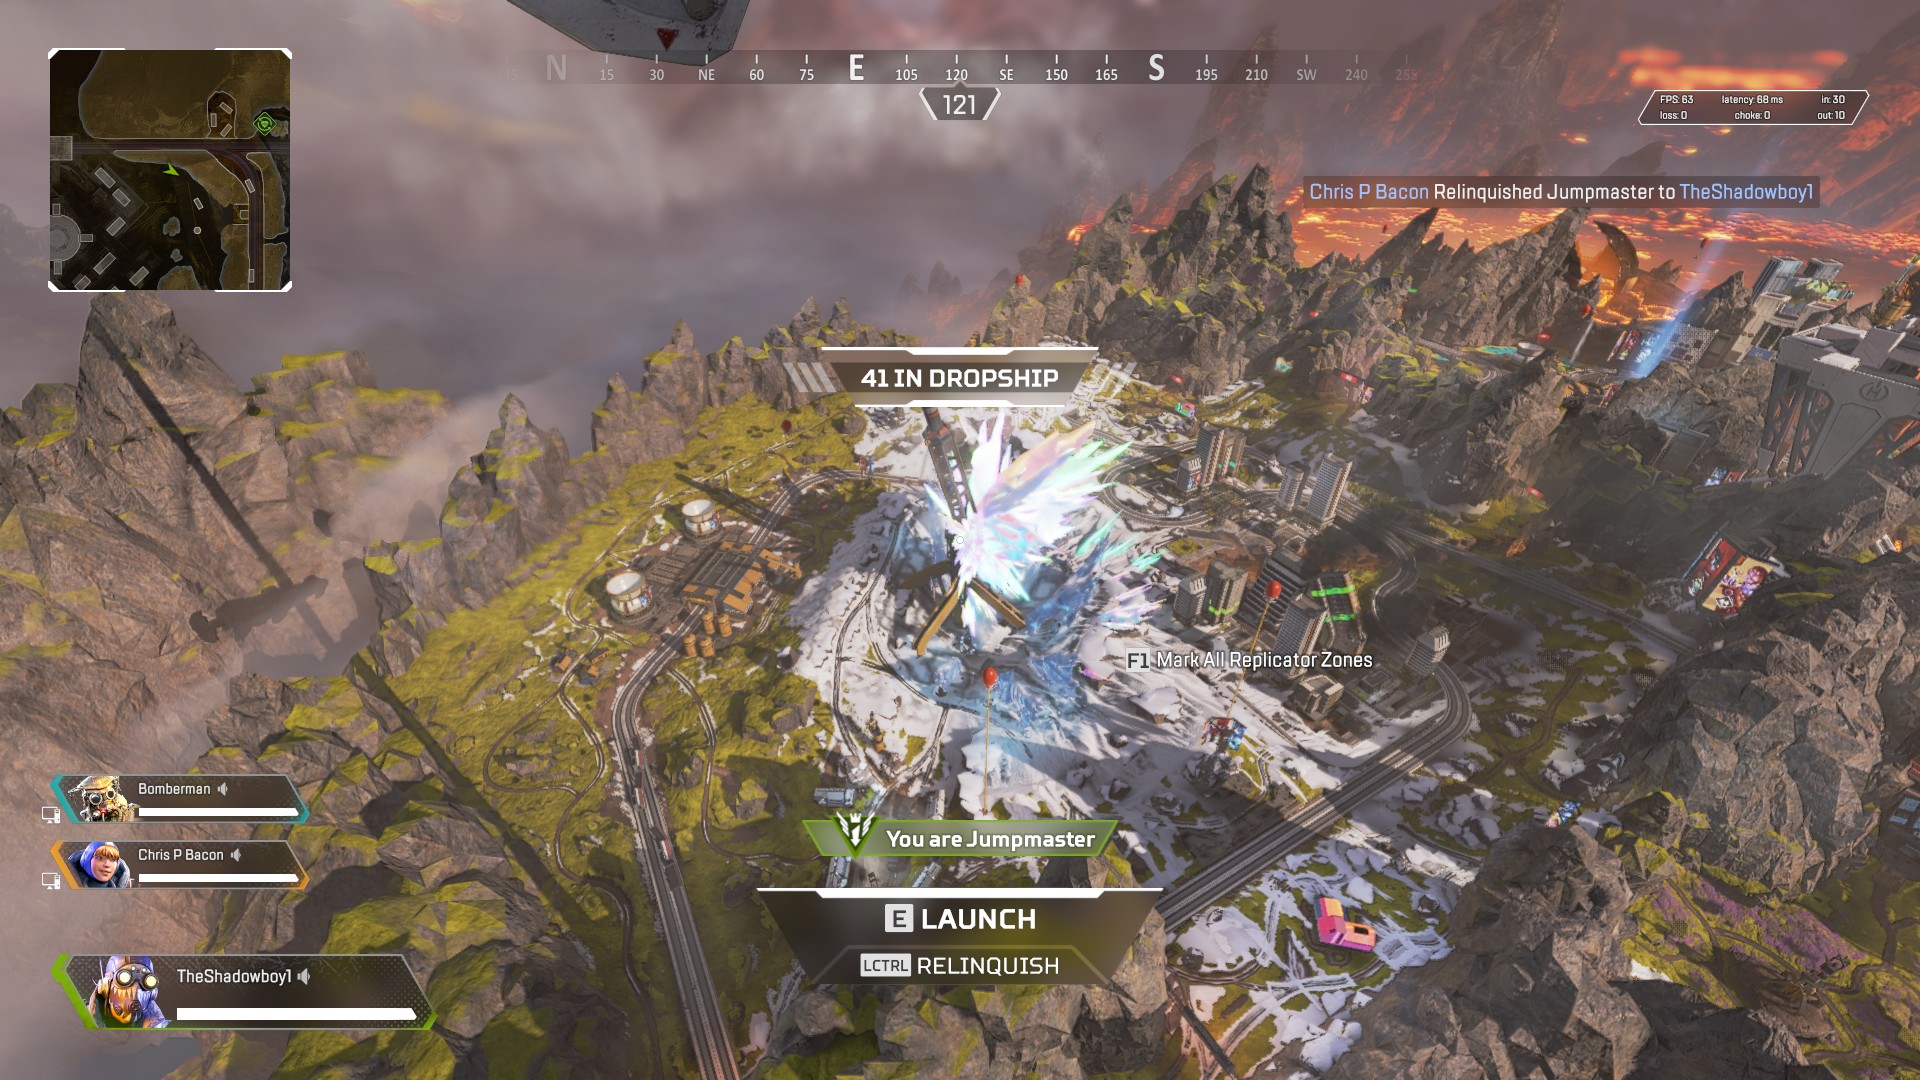 N 15 30 NE 60 75 E 105 120 SE 150 165 S 195 210 SW 240
121
FPS: 63 latency: 68 ms in: 30
loss: 0 choke: 0 out: 10
Chris P Bacon Relinquished Jumpmaster to TheShadowboy1
41 IN DROPSHIP
F1 Mark All Replicator Zones
Bomberman
You are Jumpmaster
Chris P Bacon
E LAUNCH
LCTRL RELINQUISH
TheShadowboy1